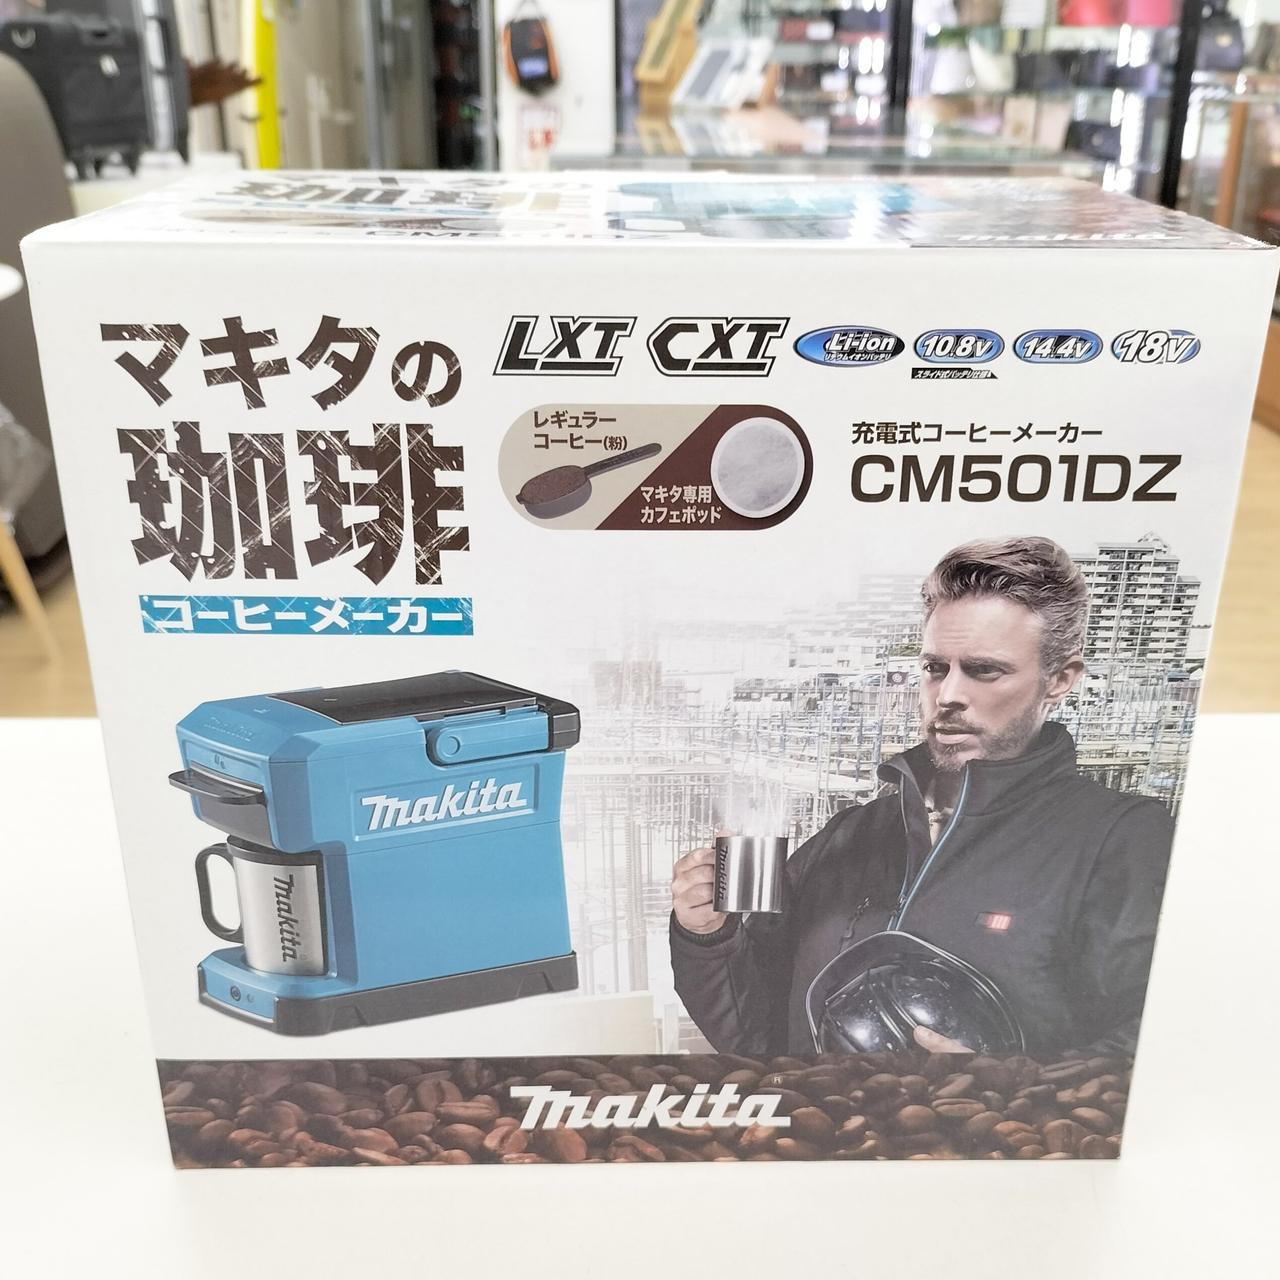 マキタの
珈琲
コーヒーメーカー
LXT CXT Li-ion 10.8V 14.4V 18V
リチウムイオンバッテリ
スライド式バッテリ仕様
レギュラー
コーヒー(粉)
マキタ専用
カフェポッド
充電式コーヒーメーカー
CM501DZ
makita
makita
makita
makita®